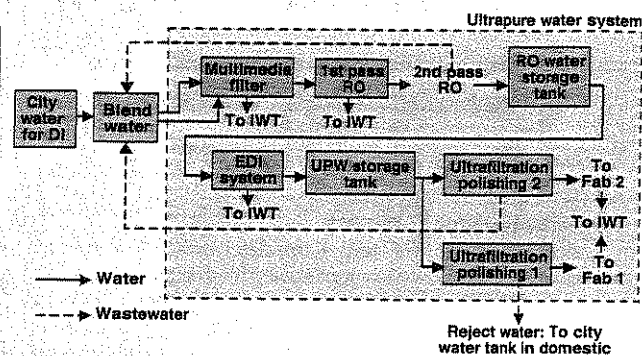 Ultrapure water system
City
water
for DI
Blend
water
Multimedia
filter
1st pass
RO
2nd pass
RO
RO water
storage
tank
To IWT
To IWT
EDI
system
UPW storage
tank
Ultrafiltration
polishing 2
To
Fab 2
To IWT
To IWT
Ultrafiltration
polishing 1
To
Fab 1
Water
Wastewater
Reject water: To city
water tank in domestic